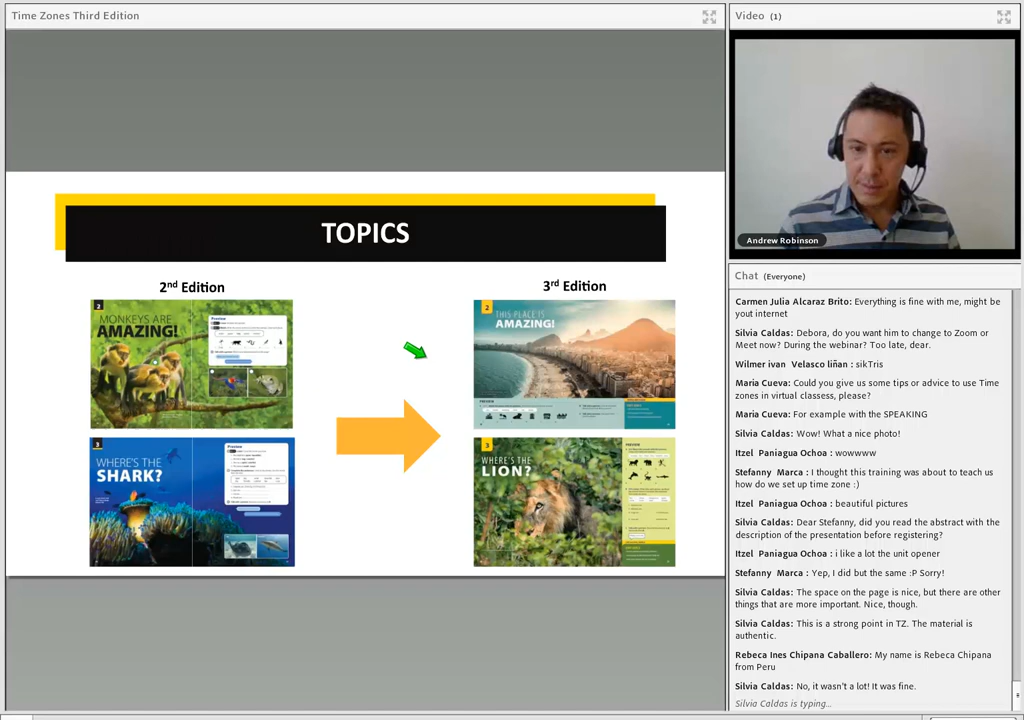 Time Zones Third Edition
TOPICS
2nd Edition
3rd Edition
2
MONKEYS ARE
AMAZING!
Preview
2
THIS PLACE IS
AMAZING!
PREVIEW
3
WHERE'S THE
SHARK?
Preview
3
WHERE'S THE
LION?
PREVIEW
Video (1)
Andrew Robinson
Chat (Everyone)
Carmen Julia Alcaraz Brito: Everything is fine with me, might be
yout internet
Silvia Caldas: Debora, do you want him to change to Zoom or
Meet now? During the webinar? Too late, dear.
Wilmer ivan Velasco liñan : sikTris
Maria Cueva: Could you give us some tips or advice to use Time
zones in virtual classess, please?
Maria Cueva: For example with the SPEAKING
Silvia Caldas: Wow! What a nice photo!
Itzel Paniagua Ochoa : wowwww
Stefanny Marca : I thought this training was about to teach us
how do we set up time zone :)
Itzel Paniagua Ochoa : beautiful pictures
Silvia Caldas: Dear Stefanny, did you read the abstract with the
description of the presentation before registering?
Itzel Paniagua Ochoa : i like a lot the unit opener
Stefanny Marca : Yep, I did but the same :P Sorry!
Silvia Caldas: The space on the page is nice, but there are other
things that are more important. Nice, though.
Silvia Caldas: This is a strong point in TZ. The material is
authentic.
Rebeca Ines Chipana Caballero: My name is Rebeca Chipana
from Peru
Silvia Caldas: No, it wasn't a lot! It was fine.
Silvia Caldas is typing...